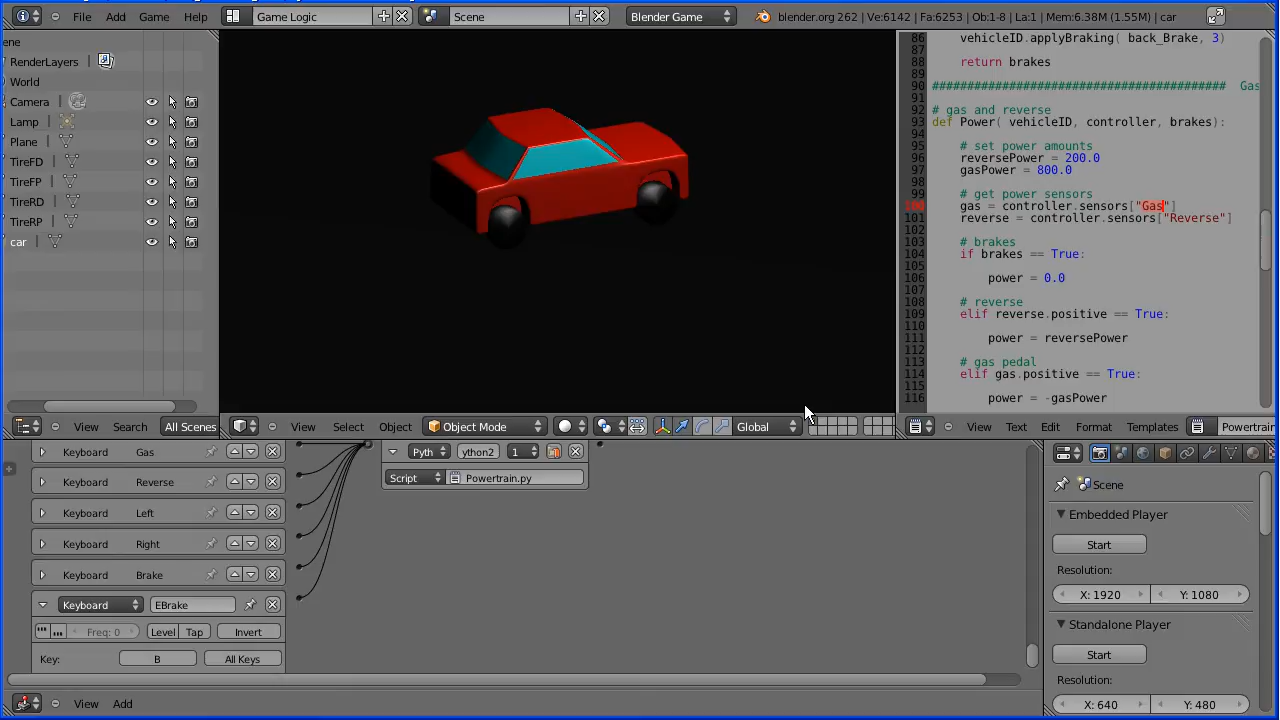 File Add Game Help Game Logic Scene Blender Game blender.org 262 | Ve:6142 | Fa:6253 | Ob:1-8 | La:1 | Mem:6.38M (1.55M) | car
ene
RenderLayers
World
Camera
Lamp
Plane
TireFD
TireFP
TireRD
TireRP
car
View Search All Scenes
View Select Object Object Mode Global
86 vehicleID.applyBraking( back_Brake, 3)
87
88 return brakes
89
90 ########################################## Gas
91
92 # gas and reverse
93 def Power( vehicleID, controller, brakes):
94
95 # set power amounts
96 reversePower = 200.0
97 gasPower = 800.0
98
99 # get power sensors
100 gas = controller.sensors["Gas"]
101 reverse = controller.sensors["Reverse"]
102
103 # brakes
104 if brakes == True:
105
106 power = 0.0
107
108 # reverse
109 elif reverse.positive == True:
110
111 power = reversePower
112
113 # gas pedal
114 elif gas.positive == True:
115
116 power = -gasPower
View Text Edit Format Templates Powertrain
Keyboard Gas
Keyboard Reverse
Keyboard Left
Keyboard Right
Keyboard Brake
Keyboard EBrake
Freq: 0 Level Tap Invert
Key: B All Keys
Pyth ython2 1
Script Powertrain.py
View Add
Scene
Embedded Player
Start
Resolution:
X: 1920 Y: 1080
Standalone Player
Start
Resolution:
X: 640 Y: 480